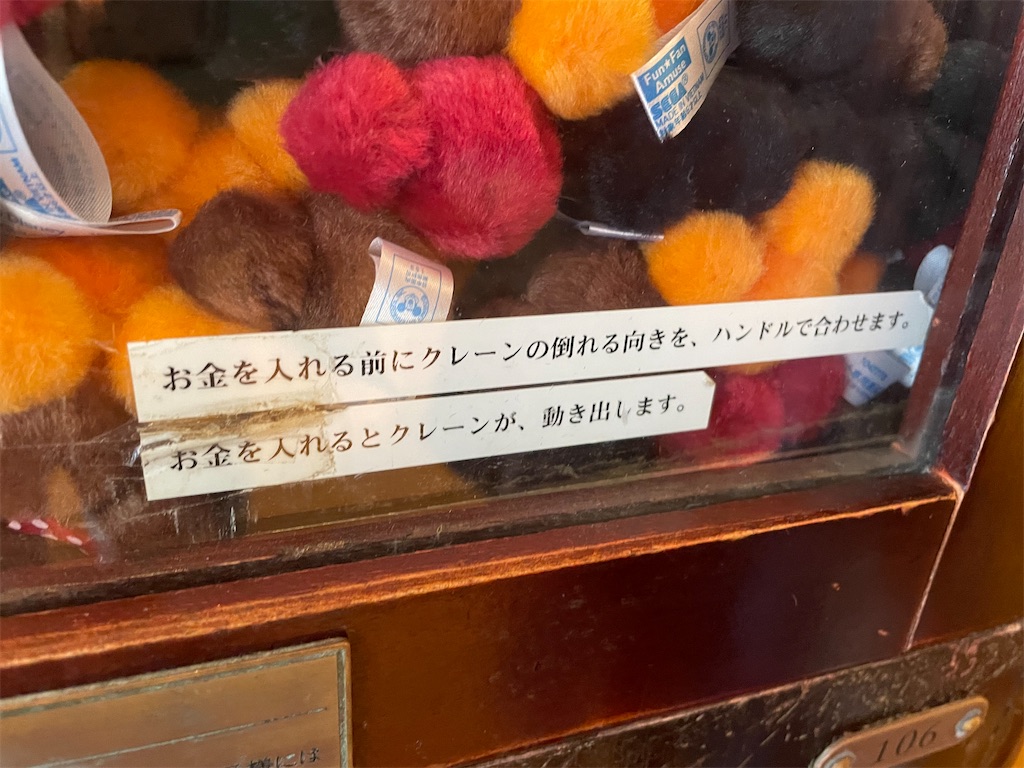 Fun★Fan
Amuse
SEGA
お金を入れる前にクレーンの倒れる向きを、ハンドルで合わせます。
お金を入れるとクレーンが、動き出します。
には
106